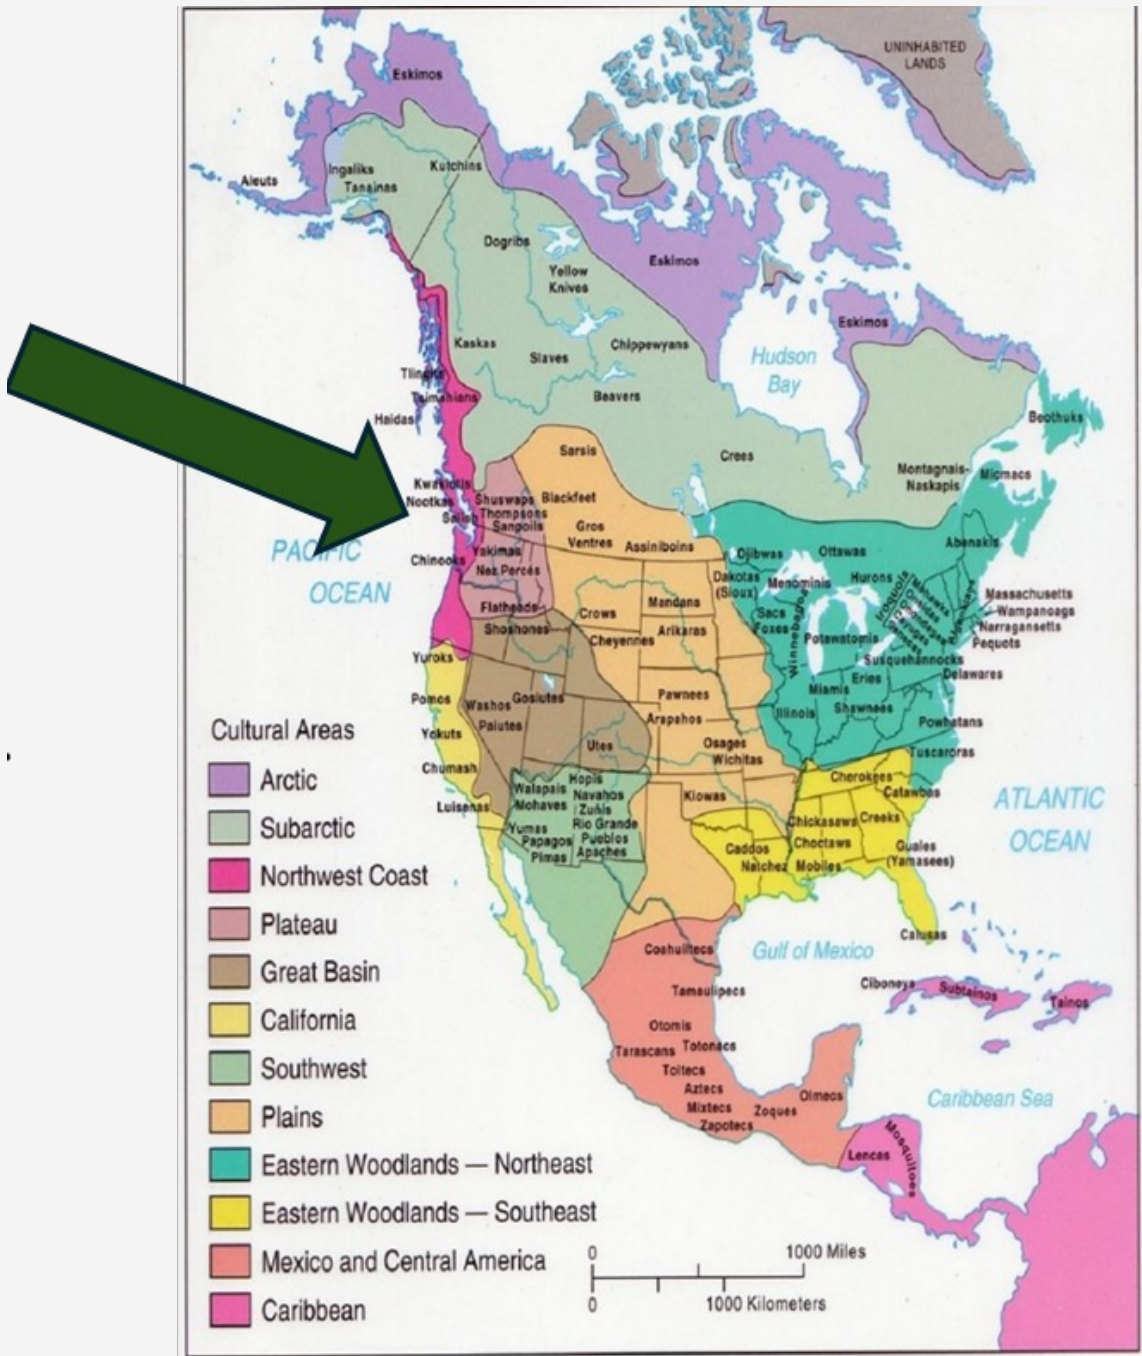 UNINHABITED
LANDS
Eskimos
Kutchins
Ingaliks
Tanainas
Aleuts
Dogribs
Yellow
Knives
Eskimos
Eskimos
Hudson
Bay
Kaskas
Slaves
Chippewyans
Beavers
Tsimshians
Haidas
Beothuks
Sarsis
Crees
Montagnais-
Naskapis
Micmacs
Kwakiutls
Nootkas
Salish
Shuswaps
Thompsons
Sanpoils
Blackfeet
Gros
Ventres
Assiniboins
Ojibwas
Ottawas
Abenakis
PACIFIC
OCEAN
Chinooks
Yakimas
Nez Perces
Flatheads
Shoshones
Crows
Cheyennes
Mandans
Arikaras
Dakotas
(Sioux)
Menominis
Winnebagos
Sacs
Foxes
Potawatomis
Hurons
Iroquois
Mohawks
Oneidas
Massachusetts
Wampanoags
Narragansetts
Pequots
Susquehannocks
Eries
Delawares
Miamis
Shawnees
Illinois
Powhatans
Tuscaroras
Yuroks
Pomos
Washos
Gosiutes
Paiutes
Yokuts
Utes
Pawnees
Arapahos
Osages
Wichitas
Kiowas
Chumash
Luisenas
Hopis
Walapais
Navahos
Mohaves
Zuñis
Rio Grande
Pueblos
Yumas
Papagos
Pimas
Apaches
Cherokees
Catawbas
Chickasaws
Creeks
Choctaws
Guales
(Yamasees)
Caddos
Natchez
Mobiles
Calusas
ATLANTIC
OCEAN
Gulf of Mexico
Coahuiltecs
Tamaulipecs
Ciboneys
Subtainos
Tainos
Otomis
Totonacs
Tarascans
Toltecs
Aztecs
Mixtecs
Zapotecs
Zoques
Olmecs
Caribbean Sea
Lencas
Mosquitoes
Cultural Areas
Arctic
Subarctic
Northwest Coast
Plateau
Great Basin
California
Southwest
Plains
Eastern Woodlands — Northeast
Eastern Woodlands — Southeast
Mexico and Central America
Caribbean
0
1000 Miles
0
1000 Kilometers